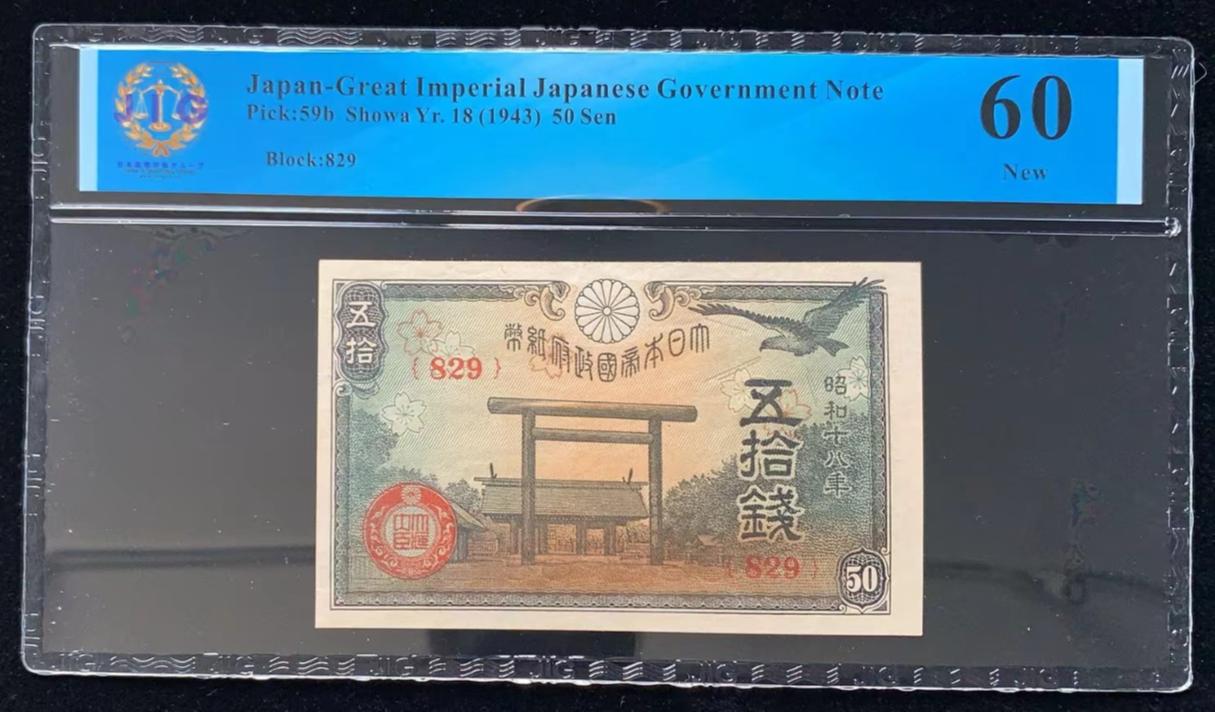 JIG
Japan-Great Imperial Japanese Government Note
Pick:59b Showa Yr. 18 (1943) 50 Sen
Block:829
60
New
五拾
大日本帝國政府紙幣
{ 829 }
昭和十八年
五拾錢
{ 829 }
50